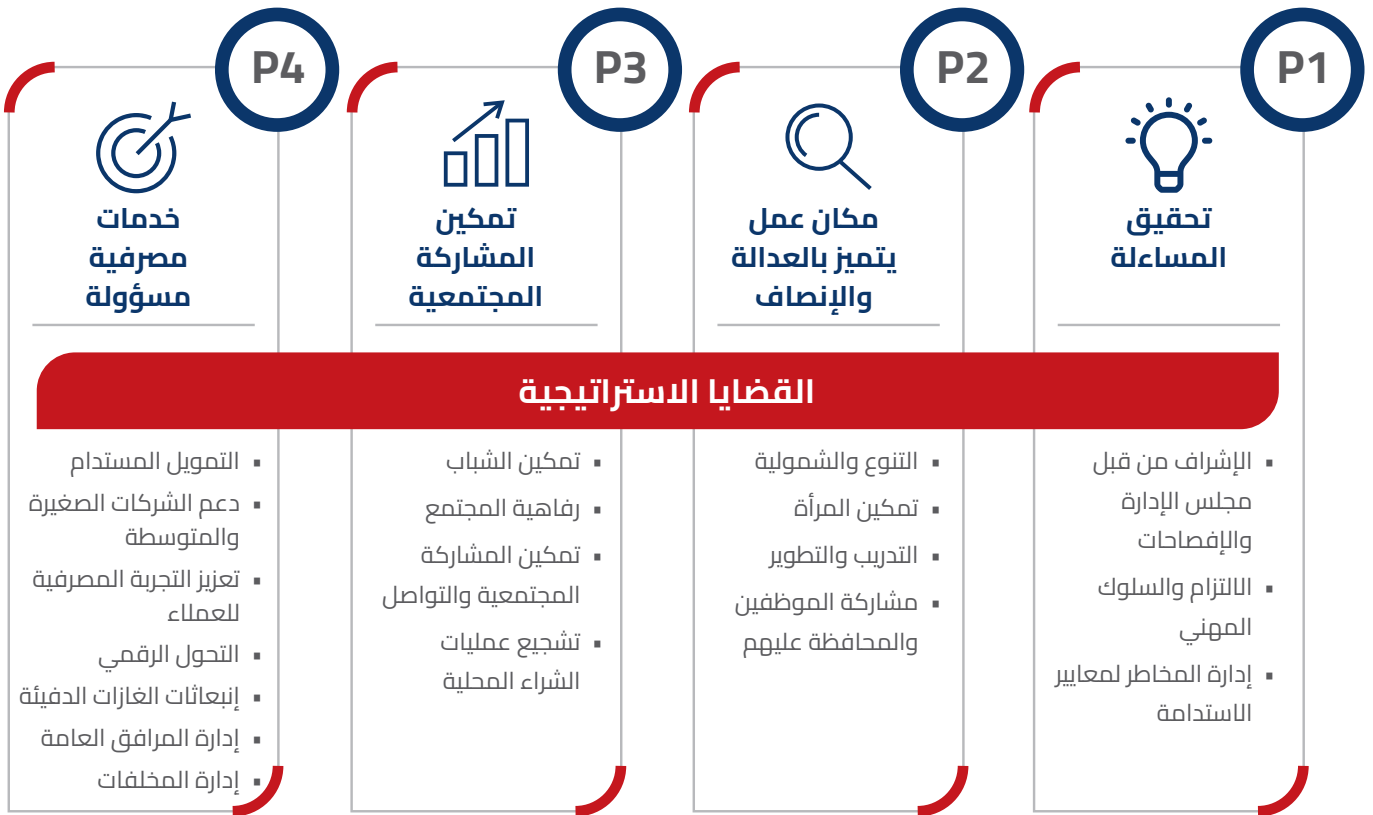 P1
تحقيق
المساءلة
P2
مكان عمل
يتميز بالعدالة
والإنصاف
P3
تمكين
المشاركة
المجتمعية
P4
خدمات
مصرفية
مسؤولة
القضايا الاستراتيجية
▪ الإشراف من قبل
مجلس الإدارة
والإفصاحات
▪ الالتزام والسلوك
المهني
▪ إدارة المخاطر لمعايير
الاستدامة
▪ التنوع والشمولية
▪ تمكين المرأة
▪ التدريب والتطوير
▪ مشاركة الموظفين
والمحافظة عليهم
▪ تمكين الشباب
▪ رفاهية المجتمع
▪ تمكين المشاركة
المجتمعية والتواصل
▪ تشجيع عمليات
الشراء المحلية
▪ التمويل المستدام
▪ دعم الشركات الصغيرة
والمتوسطة
▪ تعزيز التجربة المصرفية
للعملاء
▪ التحول الرقمي
▪ إنبعاثات الغازات الدفيئة
▪ إدارة المرافق العامة
▪ إدارة المخلفات